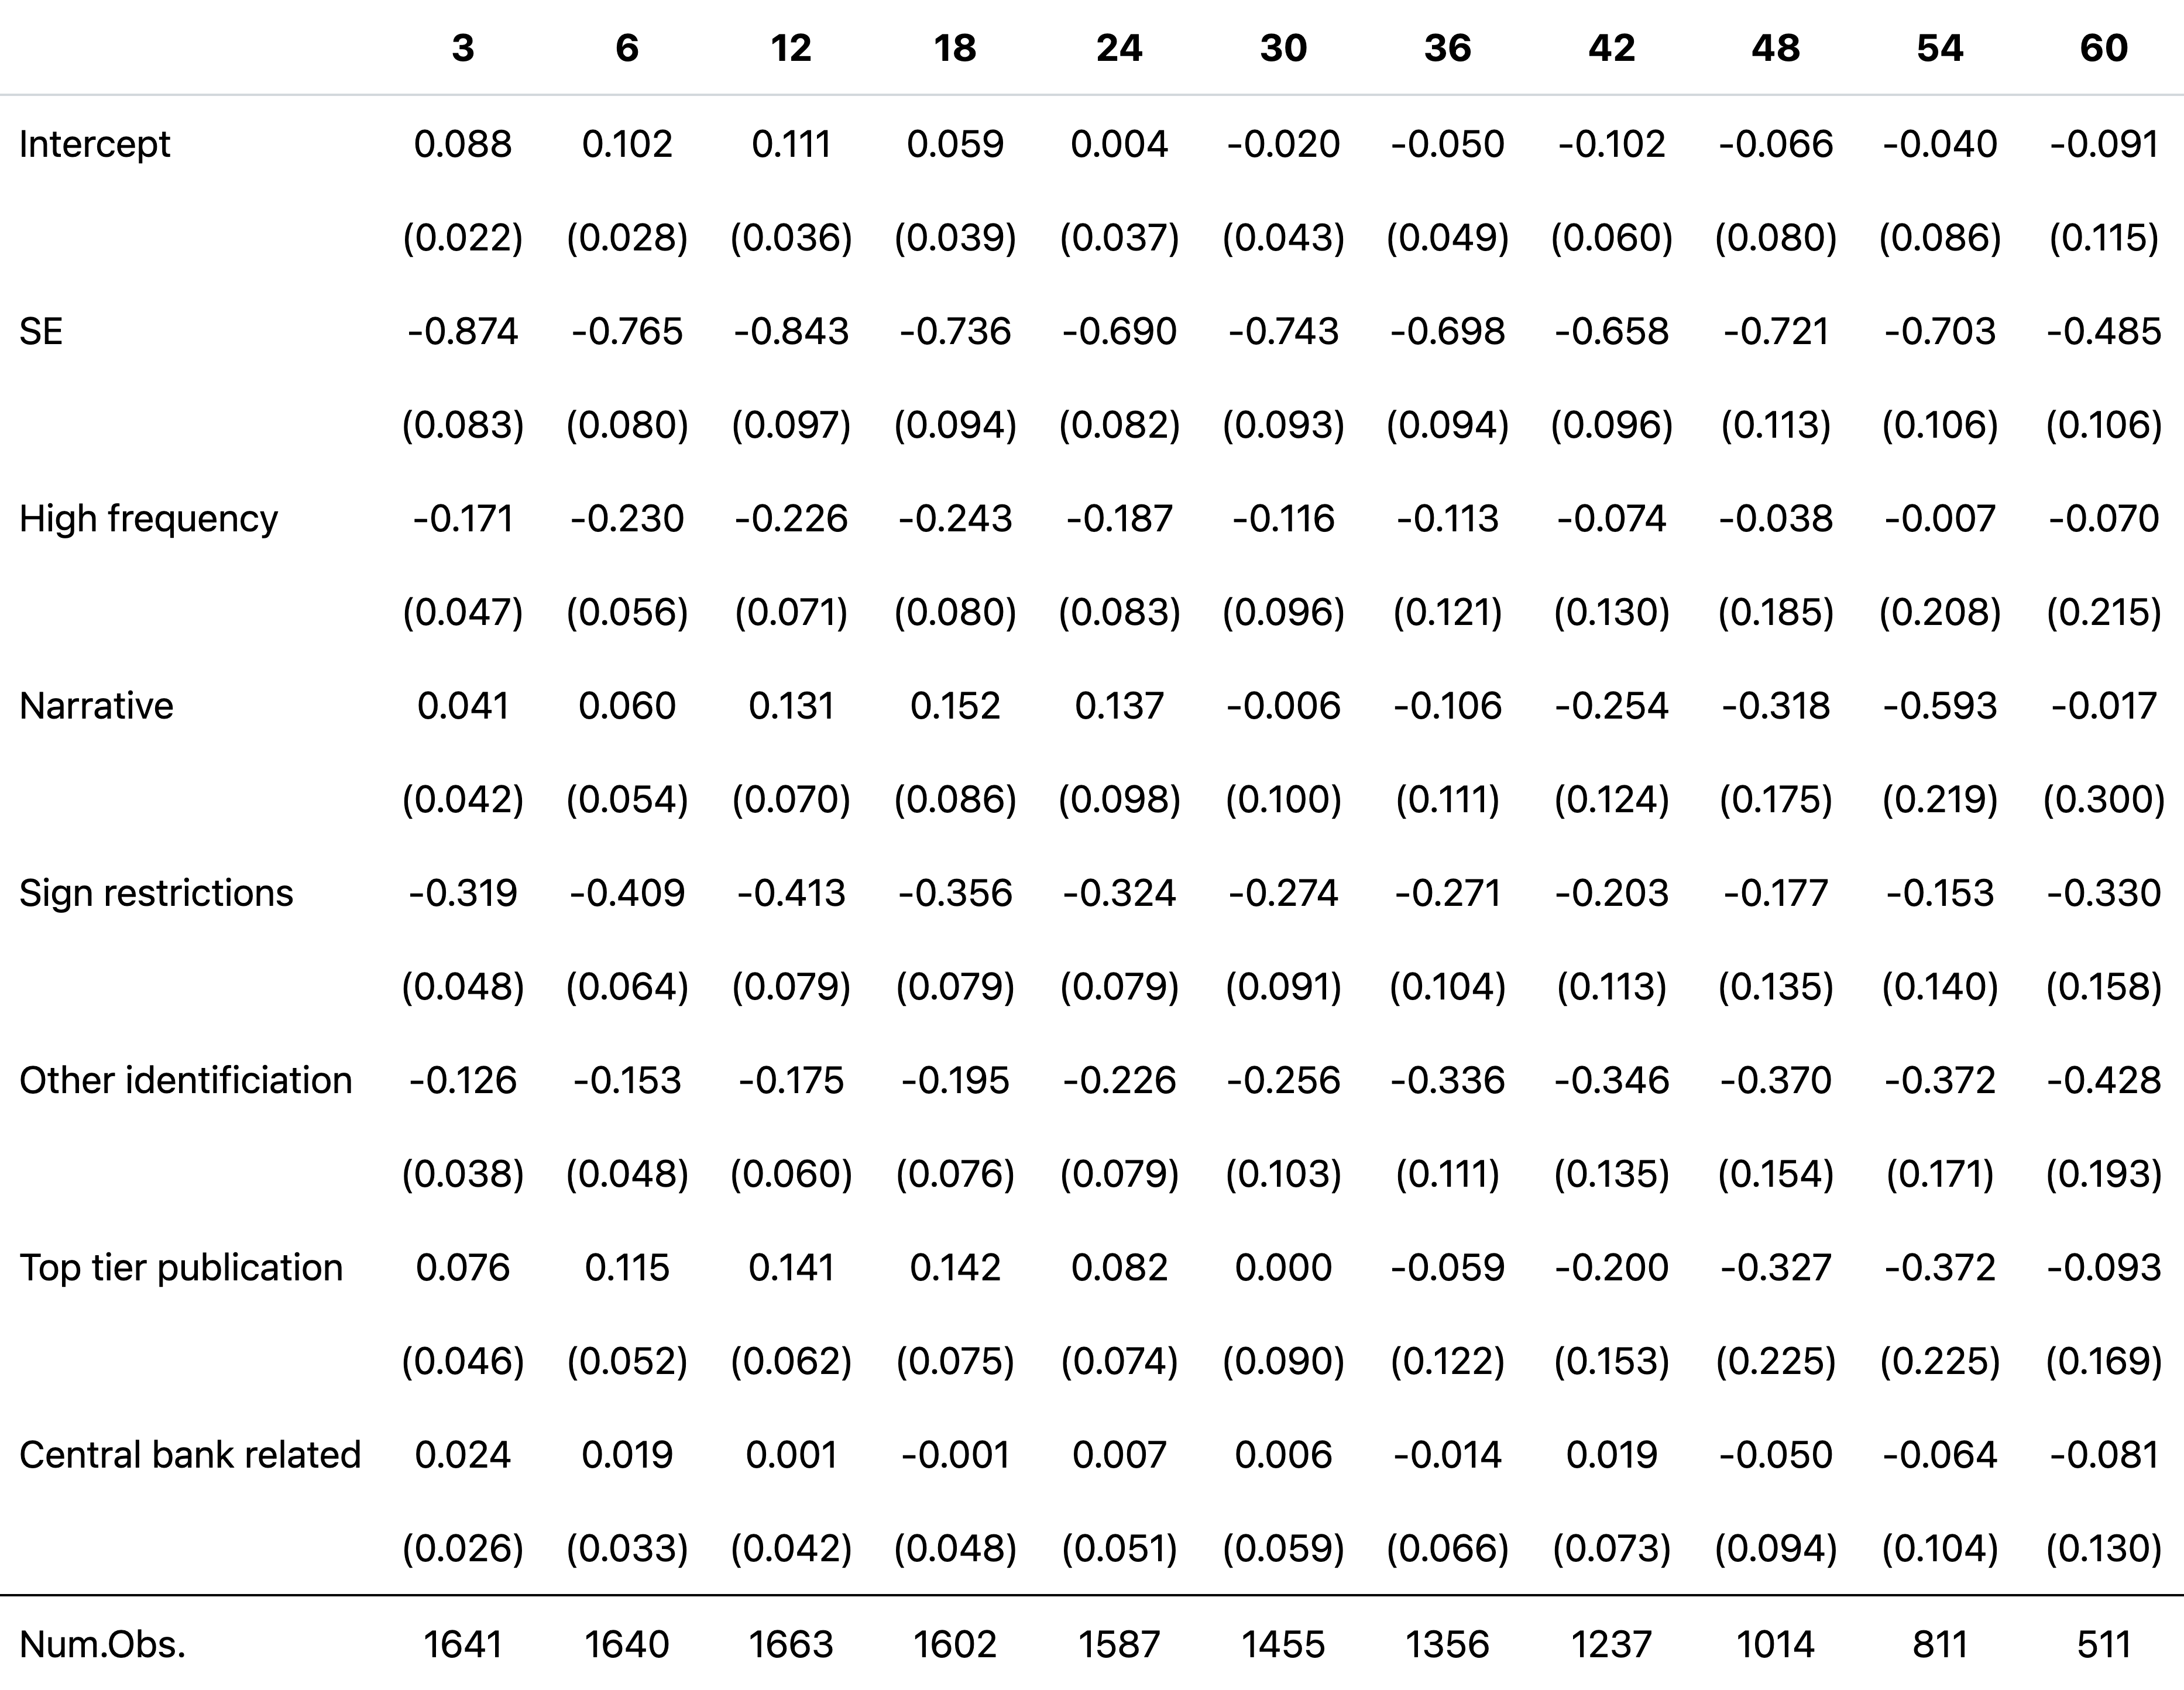 3 6 12 18 24 30 36 42 48 54 60
Intercept 0.088 0.102 0.111 0.059 0.004 -0.020 -0.050 -0.102 -0.066 -0.040 -0.091
(0.022) (0.028) (0.036) (0.039) (0.037) (0.043) (0.049) (0.060) (0.080) (0.086) (0.115)
SE -0.874 -0.765 -0.843 -0.736 -0.690 -0.743 -0.698 -0.658 -0.721 -0.703 -0.485
(0.083) (0.080) (0.097) (0.094) (0.082) (0.093) (0.094) (0.096) (0.113) (0.106) (0.106)
High frequency -0.171 -0.230 -0.226 -0.243 -0.187 -0.116 -0.113 -0.074 -0.038 -0.007 -0.070
(0.047) (0.056) (0.071) (0.080) (0.083) (0.096) (0.121) (0.130) (0.185) (0.208) (0.215)
Narrative 0.041 0.060 0.131 0.152 0.137 -0.006 -0.106 -0.254 -0.318 -0.593 -0.017
(0.042) (0.054) (0.070) (0.086) (0.098) (0.100) (0.111) (0.124) (0.175) (0.219) (0.300)
Sign restrictions -0.319 -0.409 -0.413 -0.356 -0.324 -0.274 -0.271 -0.203 -0.177 -0.153 -0.330
(0.048) (0.064) (0.079) (0.079) (0.079) (0.091) (0.104) (0.113) (0.135) (0.140) (0.158)
Other identificiation -0.126 -0.153 -0.175 -0.195 -0.226 -0.256 -0.336 -0.346 -0.370 -0.372 -0.428
(0.038) (0.048) (0.060) (0.076) (0.079) (0.103) (0.111) (0.135) (0.154) (0.171) (0.193)
Top tier publication 0.076 0.115 0.141 0.142 0.082 0.000 -0.059 -0.200 -0.327 -0.372 -0.093
(0.046) (0.052) (0.062) (0.075) (0.074) (0.090) (0.122) (0.153) (0.225) (0.225) (0.169)
Central bank related 0.024 0.019 0.001 -0.001 0.007 0.006 -0.014 0.019 -0.050 -0.064 -0.081
(0.026) (0.033) (0.042) (0.048) (0.051) (0.059) (0.066) (0.073) (0.094) (0.104) (0.130)
Num.Obs. 1641 1640 1663 1602 1587 1455 1356 1237 1014 811 511